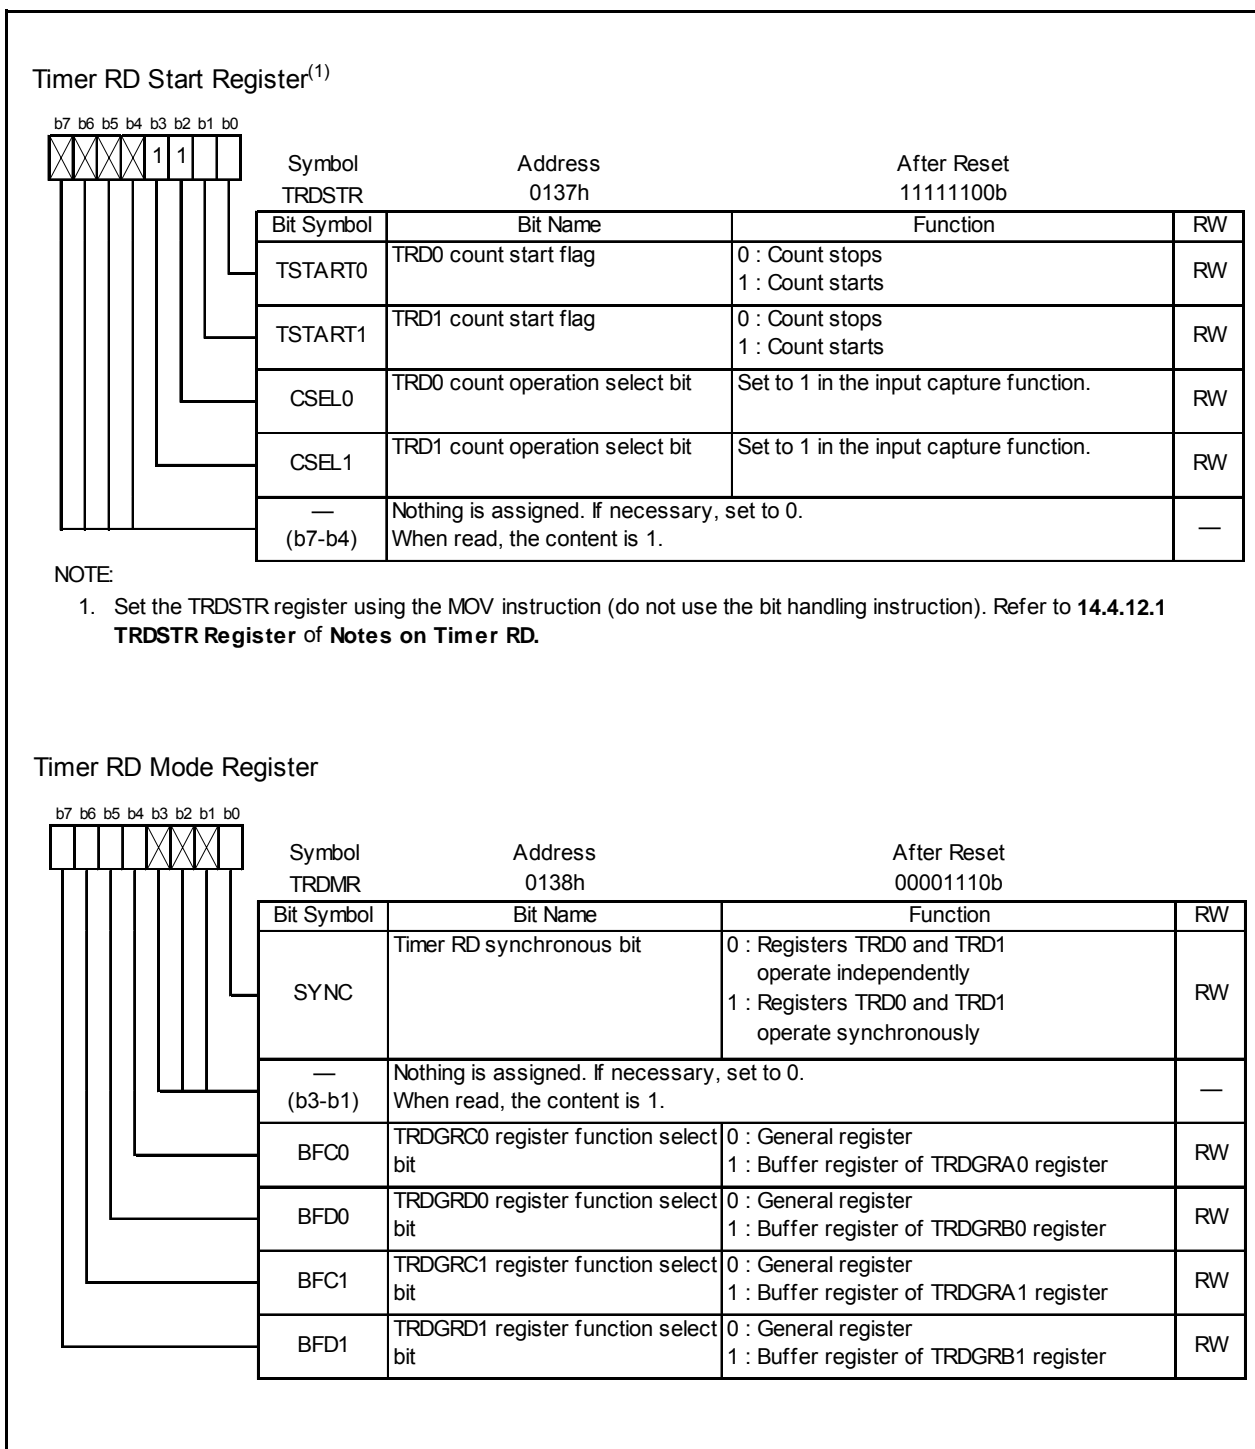 Timer RD Start Register(1)
b7 b6 b5 b4 b3 b2 b1 b0
1 1
Symbol Address After Reset
TRDSTR 0137h 11111100b
Bit Symbol Bit Name Function RW
TSTART0 TRD0 count start flag 0 : Count stops RW
1 : Count starts
TSTART1 TRD1 count start flag 0 : Count stops RW
1 : Count starts
CSEL0 TRD0 count operation select bit Set to 1 in the input capture function. RW
CSEL1 TRD1 count operation select bit Set to 1 in the input capture function. RW
— Nothing is assigned. If necessary, set to 0. —
(b7-b4) When read, the content is 1.
NOTE:
1. Set the TRDSTR register using the MOV instruction (do not use the bit handling instruction). Refer to 14.4.12.1
TRDSTR Register of Notes on Timer RD.
Timer RD Mode Register
b7 b6 b5 b4 b3 b2 b1 b0
Symbol Address After Reset
TRDMR 0138h 00001110b
Bit Symbol Bit Name Function RW
SYNC Timer RD synchronous bit 0 : Registers TRD0 and TRD1 RW
operate independently
1 : Registers TRD0 and TRD1
operate synchronously
— Nothing is assigned. If necessary, set to 0. —
(b3-b1) When read, the content is 1.
BFC0 TRDGRC0 register function select 0 : General register RW
bit 1 : Buffer register of TRDGRA0 register
BFD0 TRDGRD0 register function select 0 : General register RW
bit 1 : Buffer register of TRDGRB0 register
BFC1 TRDGRC1 register function select 0 : General register RW
bit 1 : Buffer register of TRDGRA1 register
BFD1 TRDGRD1 register function select 0 : General register RW
bit 1 : Buffer register of TRDGRB1 register